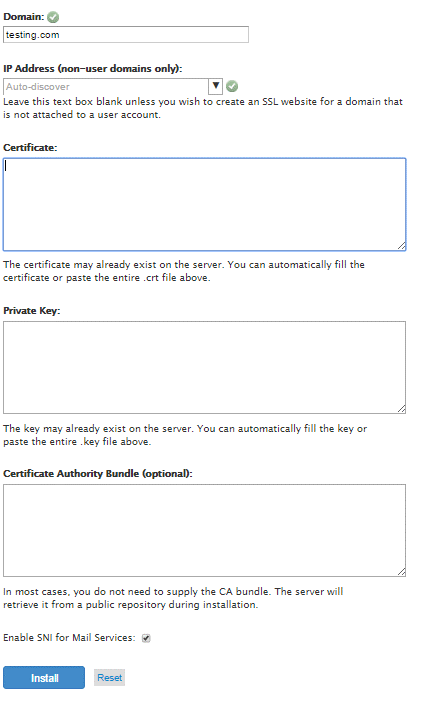 Domain:
testing.com
IP Address (non-user domains only):
Auto-discover
Leave this text box blank unless you wish to create an SSL website for a domain that
is not attached to a user account.
Certificate:
The certificate may already exist on the server. You can automatically fill the
certificate or paste the entire .crt file above.
Private Key:
The key may already exist on the server. You can automatically fill the key or
paste the entire .key file above.
Certificate Authority Bundle (optional):
In most cases, you do not need to supply the CA bundle. The server will
retrieve it from a public repository during installation.
Enable SNI for Mail Services:
Install Reset